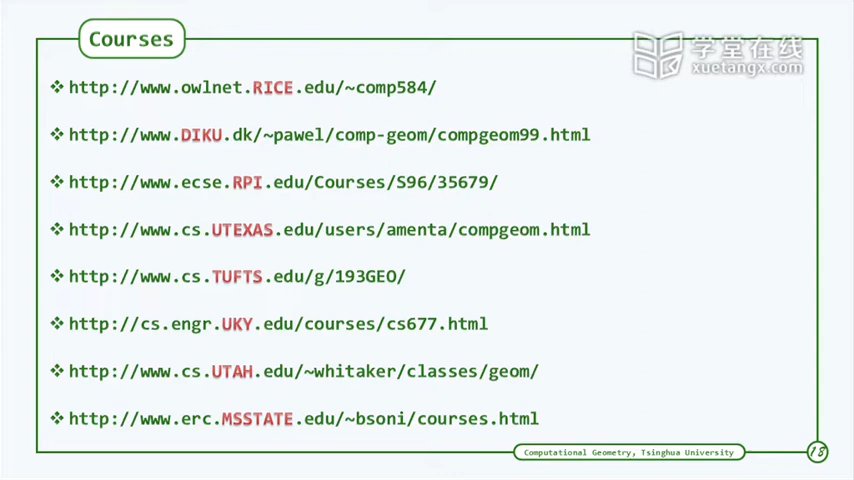 Courses
学堂在线
xuetangx.com
http://www.owlnet.RICE.edu/~comp584/
http://www.DIKU.dk/~pawel/comp-geom/compgeom99.html
http://www.ecse.RPI.edu/Courses/S96/35679/
http://www.cs.UTEXAS.edu/users/amenta/compgeom.html
http://www.cs.TUFTS.edu/g/193GEO/
http://cs.engr.UKY.edu/courses/cs677.html
http://www.cs.UTAH.edu/~whitaker/classes/geom/
http://www.erc.MSSTATE.edu/~bsoni/courses.html
Computational Geometry, Tsinghua University
18